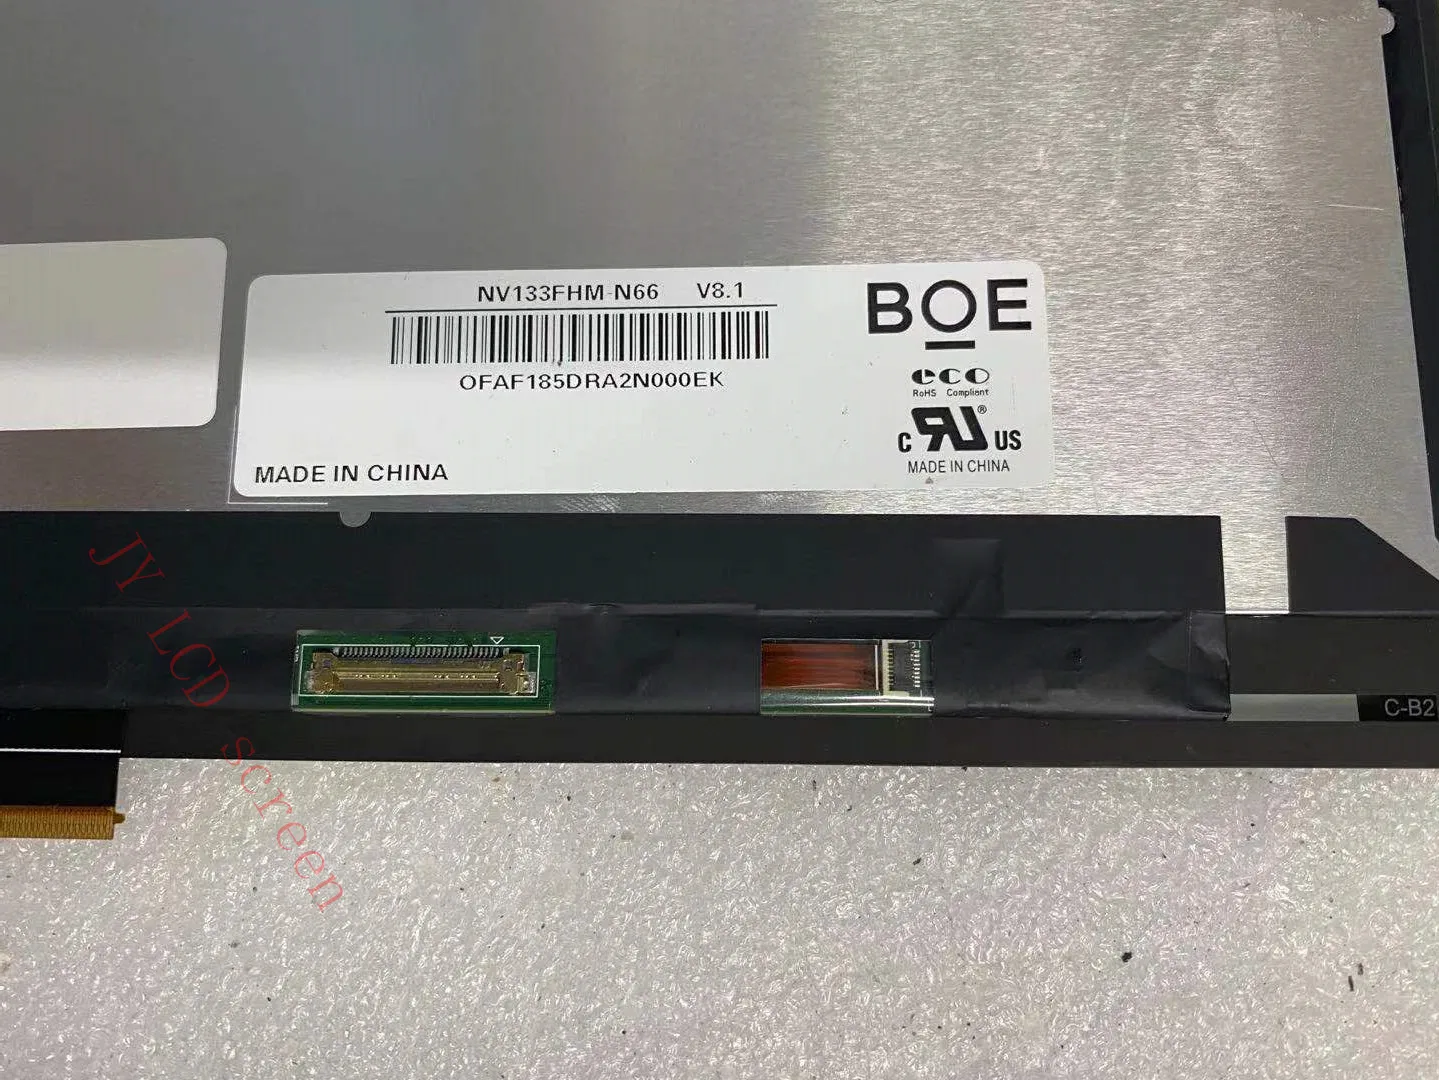 NV133FHM-N66 V8.1
OFAF185DRA2N000EK
MADE IN CHINA
BOE
eco
RoHS Compliant
C RU ® US
MADE IN CHINA
C-B2
JY LCD screen